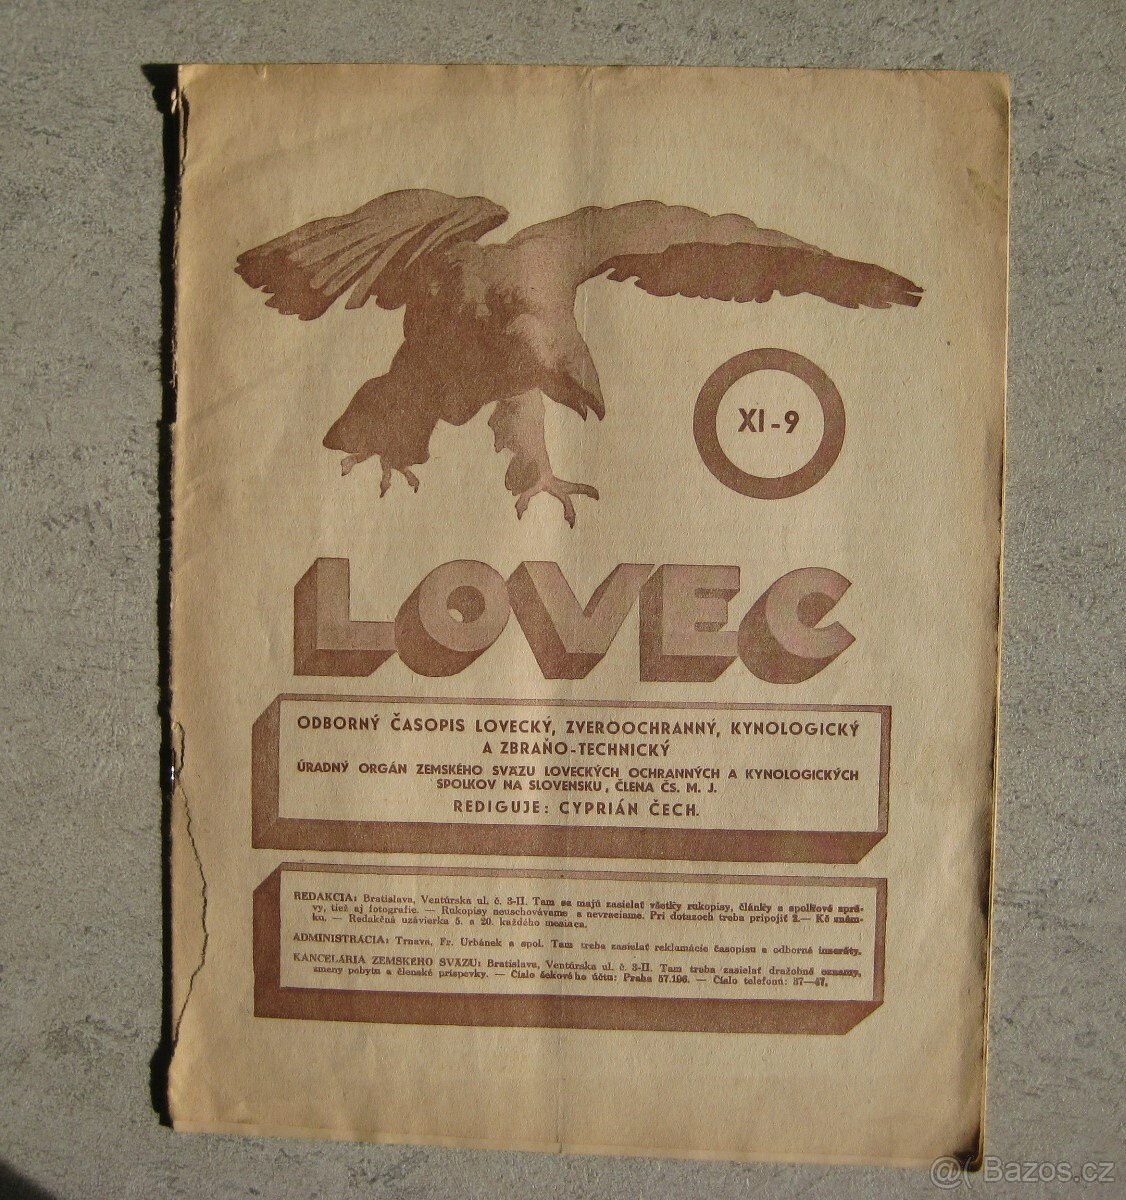 XI-9
LOVEC
ODBORNÝ ČASOPIS LOVECKÝ, ZVEROOCHRANNÝ, KYNOLOGICKÝ
A ZBRAŇO-TECHNICKÝ
ÚRADNÝ ORGÁN ZEMSKÉHO SVÄZU LOVECKÝCH OCHRANNÝCH A KYNOLOGICKÝCH
SPOLKOV NA SLOVENSKU, ČLENA ČS. M. J.
REDIGUJE: CYPRIÁN ČECH.
REDAKCIA: Bratislava, Ventúrska ul. č. 3-II. Tam sa majú zasielať všetky rukopisy, články a spolkové sprá-
vy, tiež aj fotografie. — Rukopisy neuschovávame a nevraciame. Pri dotazoch treba pripojiť 2.— Kč znám-
ku. — Redakčná uzávierka 5. a 20. každého mesiaca.
ADMINISTRÁCIA: Trnava, Fr. Urbánek a spol. Tam treba zasielať reklamácie časopisu a odborné inseráty.
KANCELÁRIA ZEMSKÉHO SVÄZU: Bratislava, Ventúrska ul. č. 3-II. Tam treba zasielať dražobné oznamy,
zmeny pobytu a členské príspevky. — Číslo šekového účtu: Praha 57.196. — Číslo telefonu: 37—47.
@( Bazos.cz